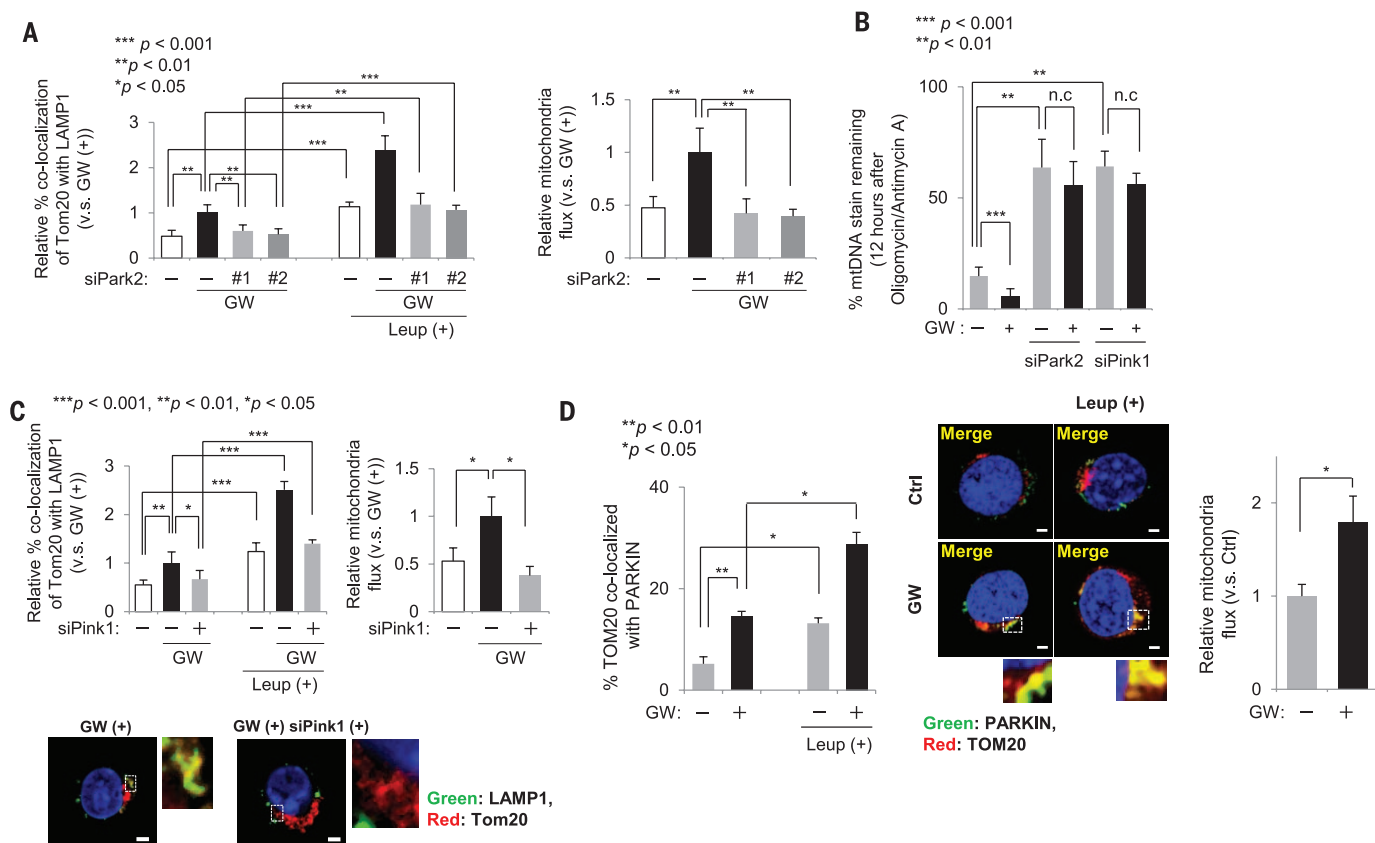 A
*** p < 0.001
**p < 0.01
*p < 0.05
Relative % co-localization
of Tom20 with LAMP1
(v.s. GW (+))
3
2
1
0
***
**
***
***
**
**
**
siPark2:
– – #1 #2 – – #1 #2
GW
GW
Leup (+)
Relative mitochondria
flux (v.s. GW (+))
1.5
1
0.5
0
**
**
**
siPark2:
– – #1 #2
GW
B
*** p < 0.001
**p < 0.01
% mtDNA stain remaining
(12 hours after
Oligomycin/Antimycin A)
100
50
0
**
**
n.c
n.c
***
GW : – + – + – +
siPark2 siPink1
C
***p < 0.001, **p < 0.01, *p < 0.05
Relative % co-localization
of Tom20 with LAMP1
(v.s. GW (+))
3
2
1
0
***
***
***
**
*
siPink1: – – + – – +
GW
GW
Leup (+)
Relative mitochondria
flux (v.s. GW (+))
1.5
1
0.5
0
*
*
siPink1: – – +
GW
GW (+)
GW (+) siPink1 (+)
Green: LAMP1,
Red: Tom20
D
**p < 0.01
*p < 0.05
% TOM20 co-localized
with PARKIN
40
20
0
*
*
**
GW: – + – +
Leup (+)
Leup (+)
Ctrl
Merge
Merge
GW
Merge
Merge
Green: PARKIN,
Red: TOM20
Relative mitochondria
flux (v.s. Ctrl)
2
1
0
*
GW: – +